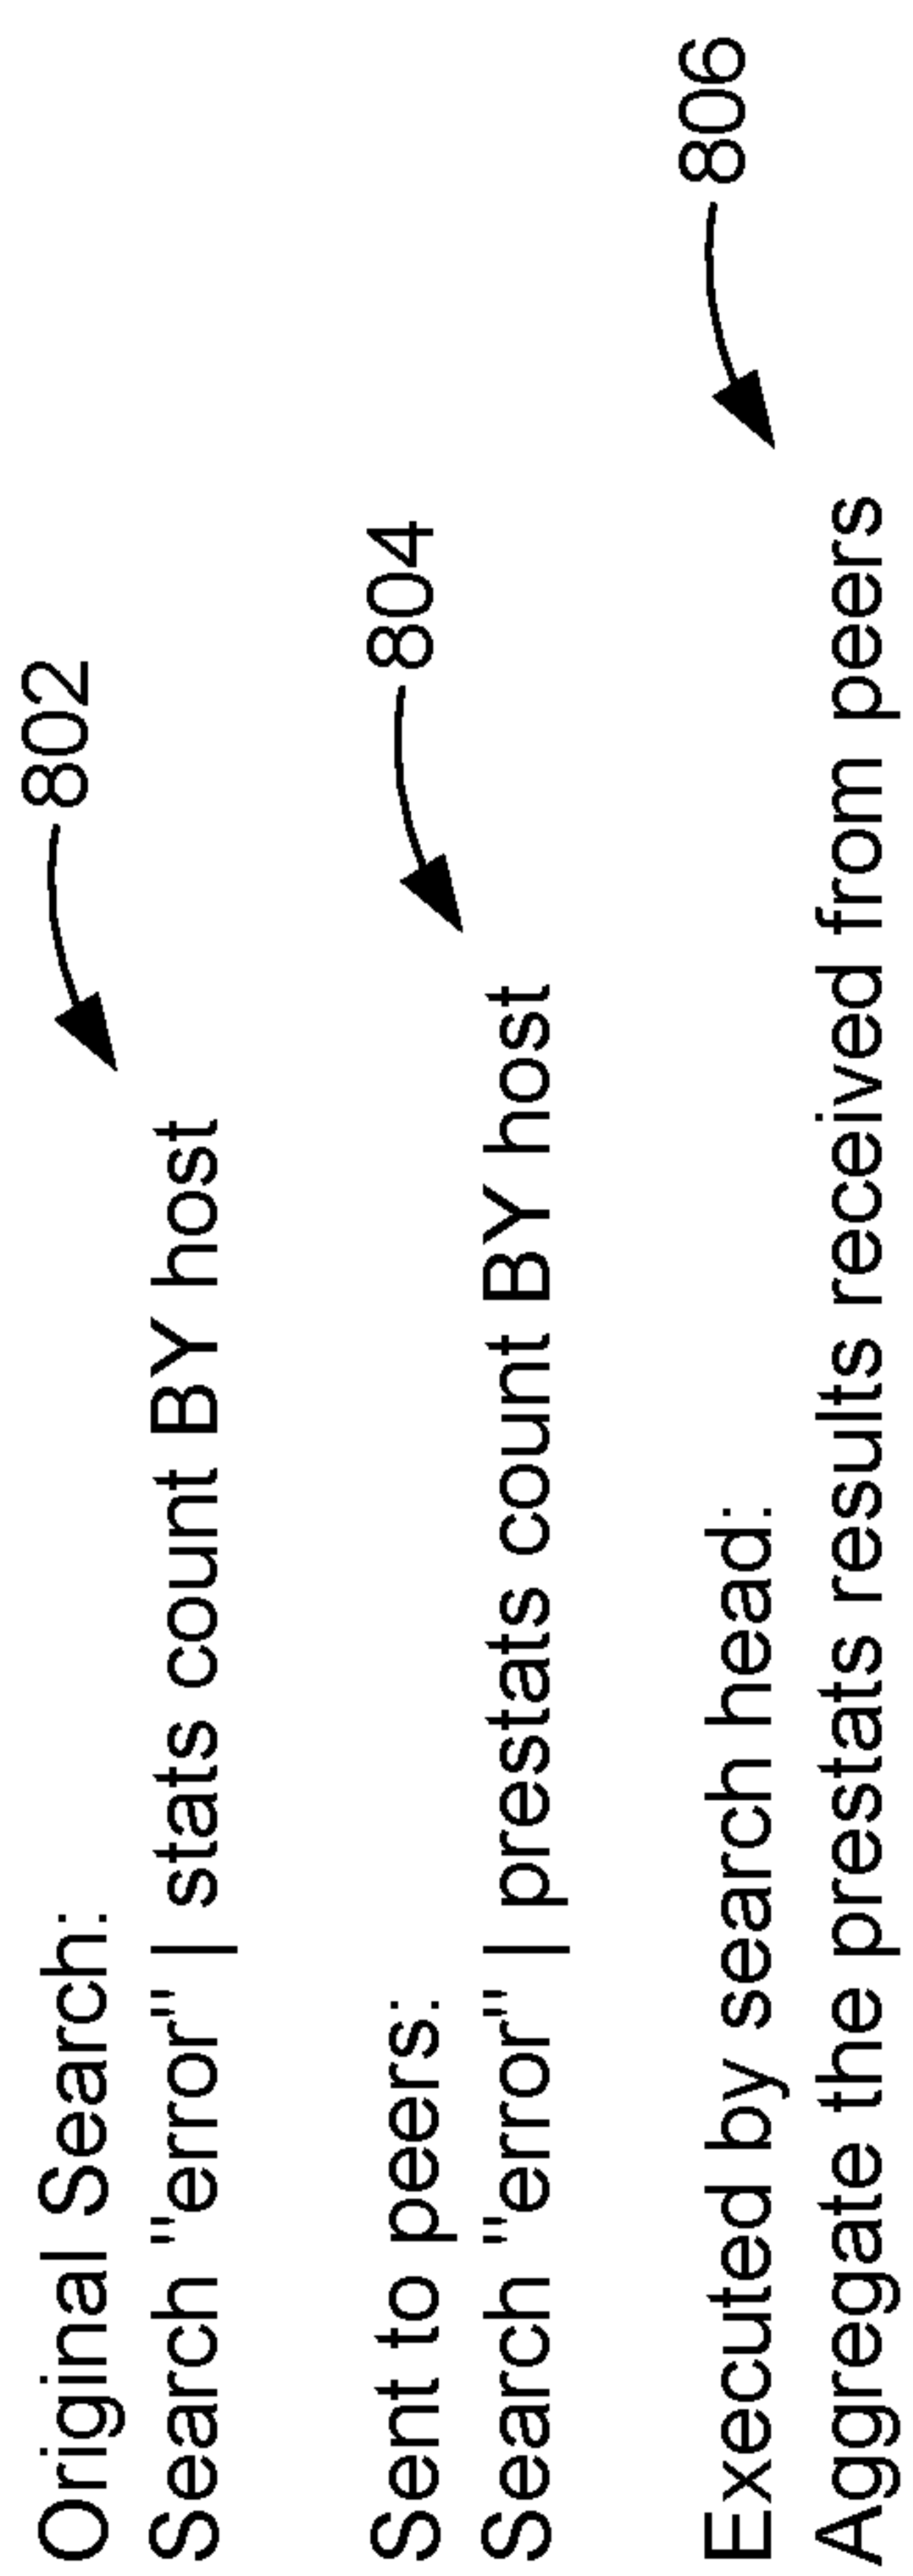 802
Original Search:
Search "error" | stats count BY host
804
Sent to peers:
Search "error" | prestats count BY host
806
Executed by search head:
Aggregate the prestats results received from peers